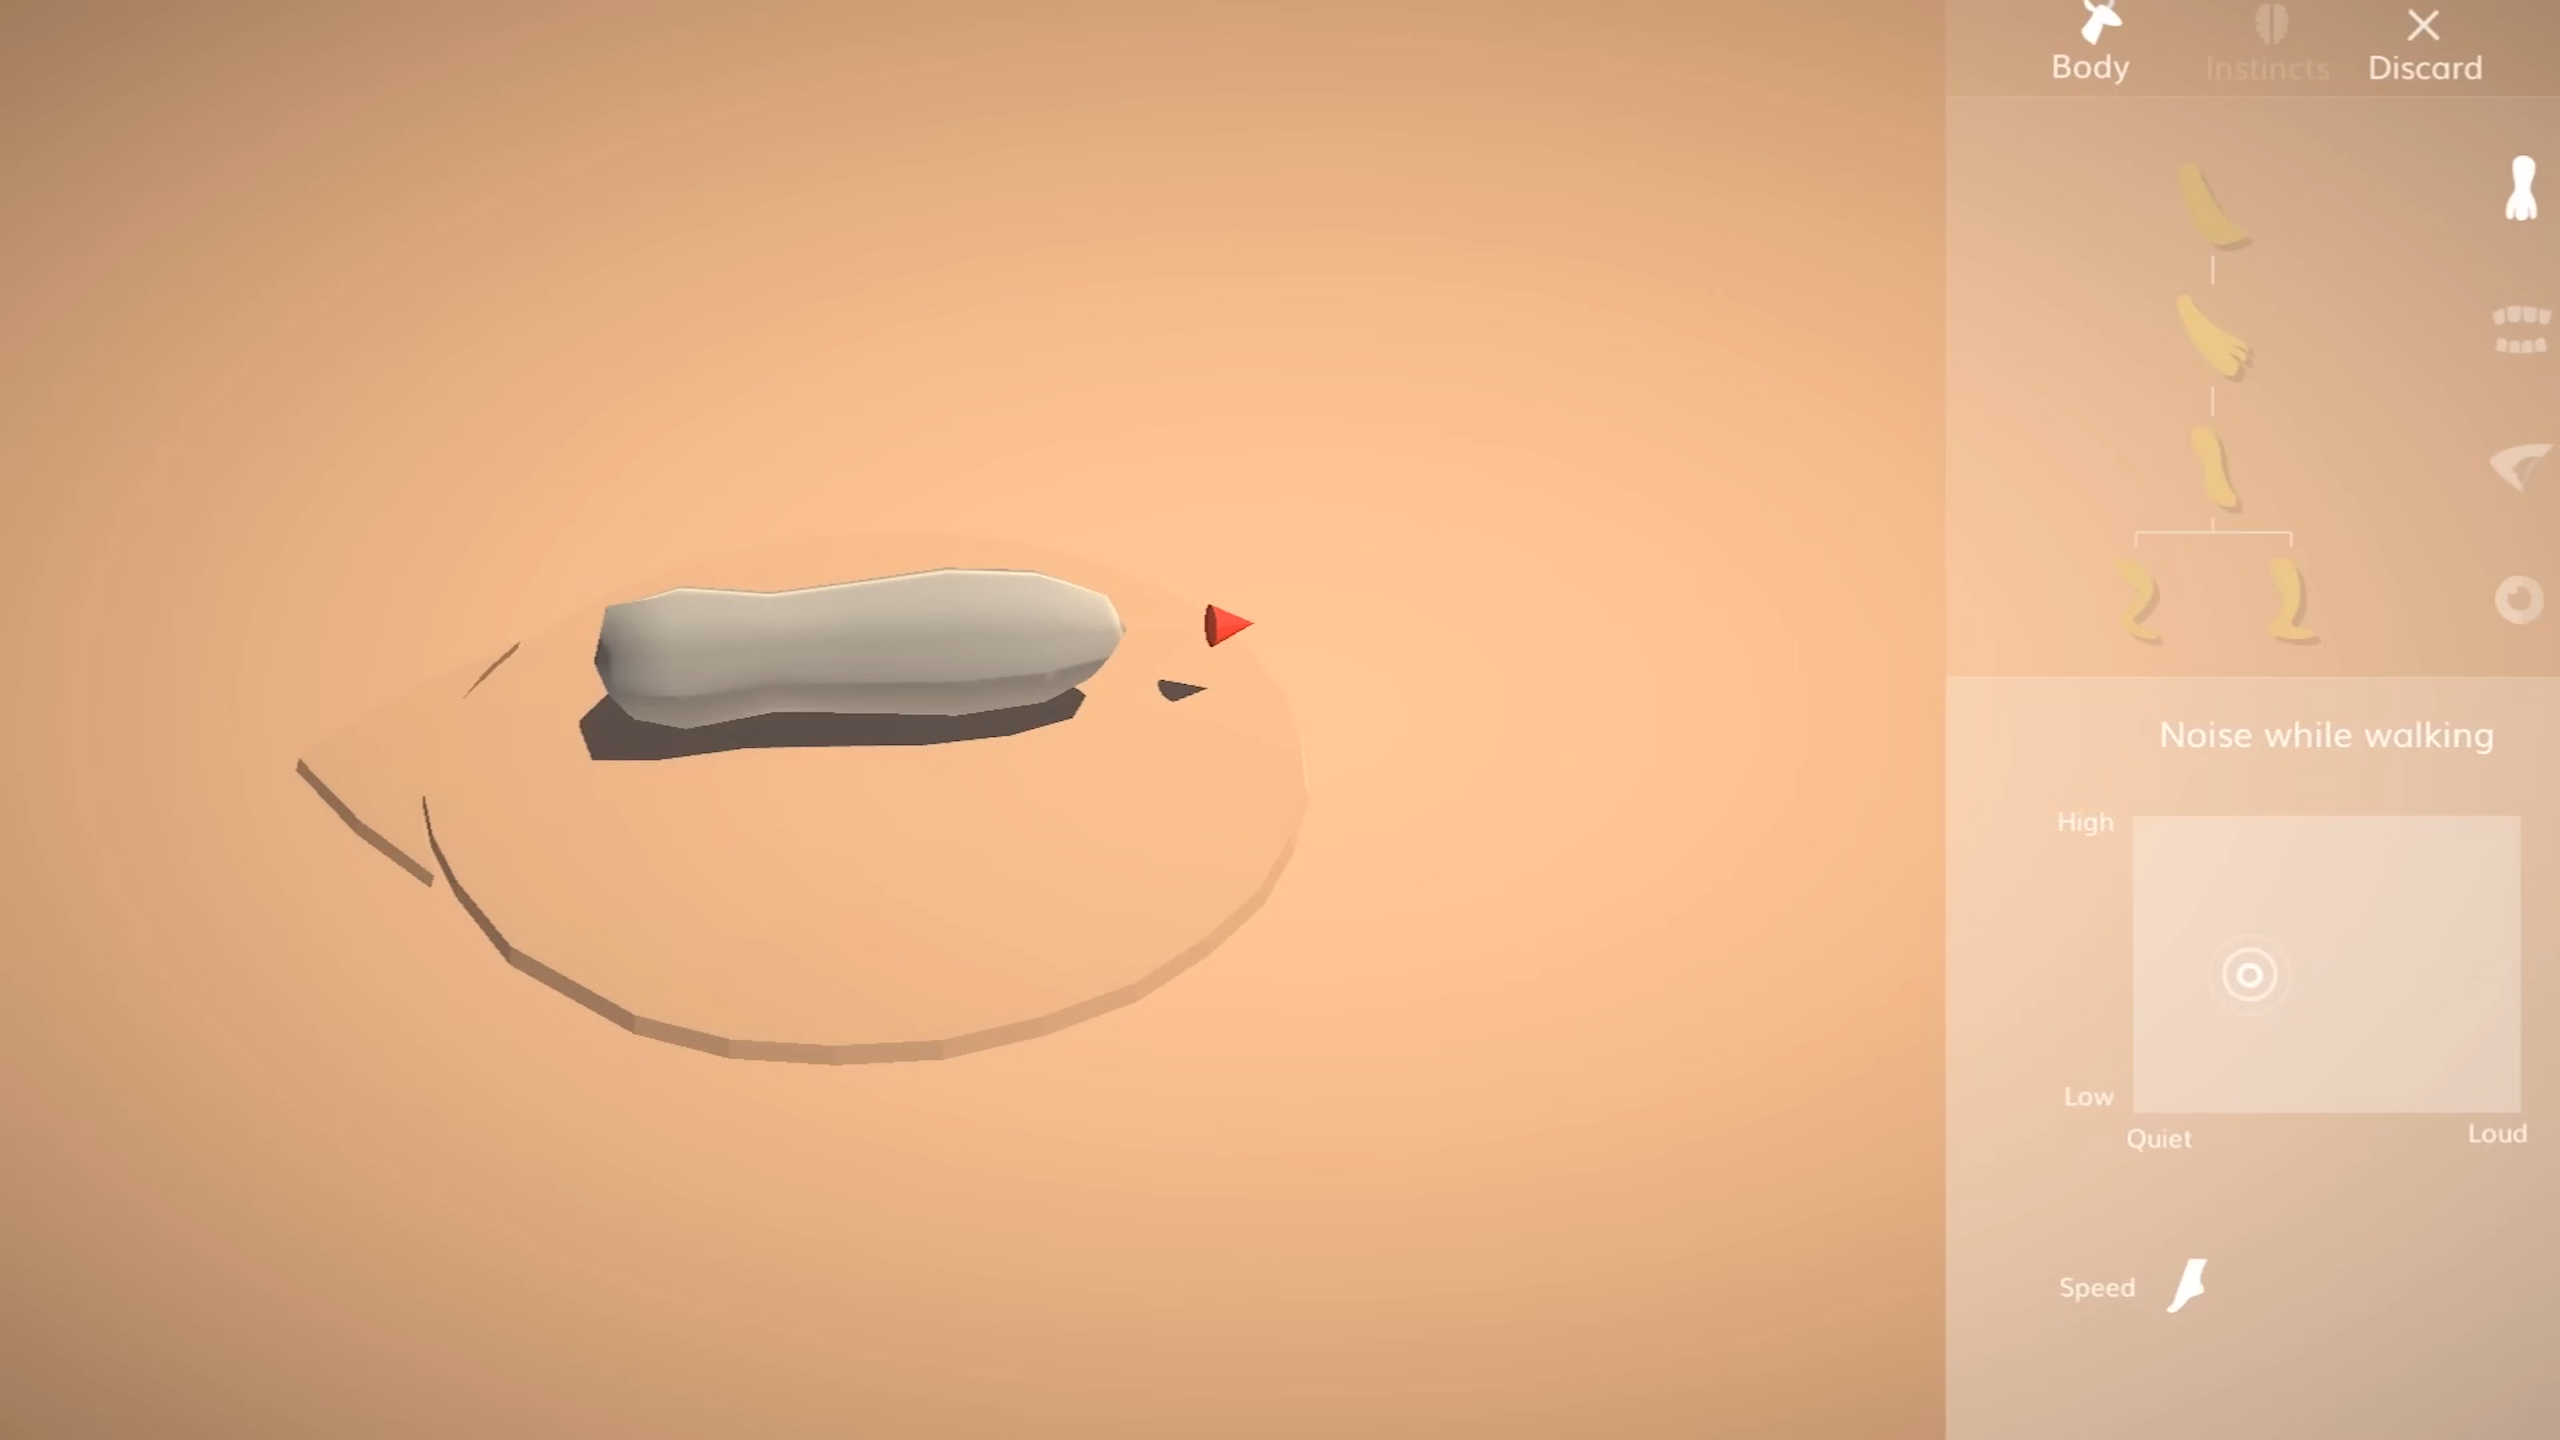 Body
Instincts
Discard
Noise while walking
High
Low
Quiet
Loud
Speed